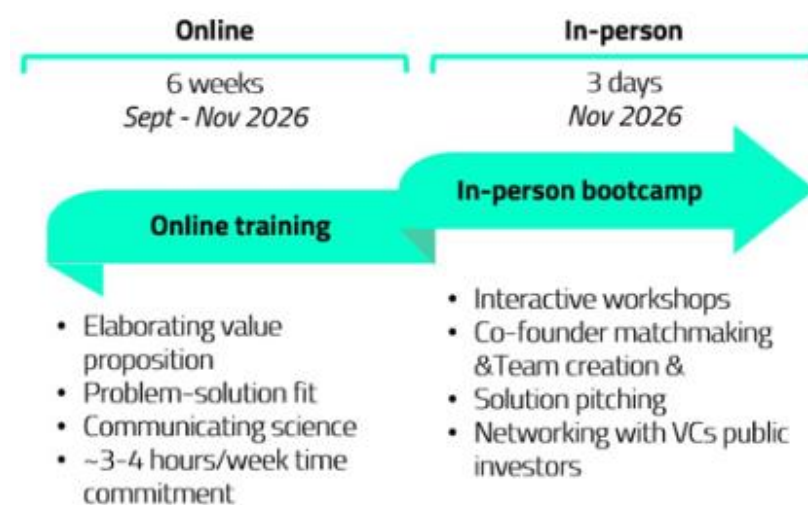 Online
6 weeks
Sept - Nov 2026
Online training
• Elaborating value
proposition
• Problem-solution fit
• Communicating science
• ~3-4 hours/week time
commitment
In-person
3 days
Nov 2026
In-person bootcamp
• Interactive workshops
• Co-founder matchmaking
&Team creation &
• Solution pitching
• Networking with VCs public
investors